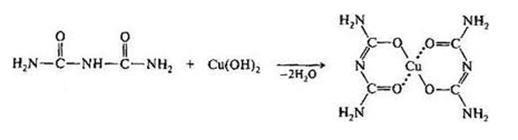 H₂N—C—NH—C—NH₂ + Cu(OH)₂
O O
−2H₂O
H₂N NH₂
C—O O=C
N Cu N
C=O O—C
H₂N NH₂